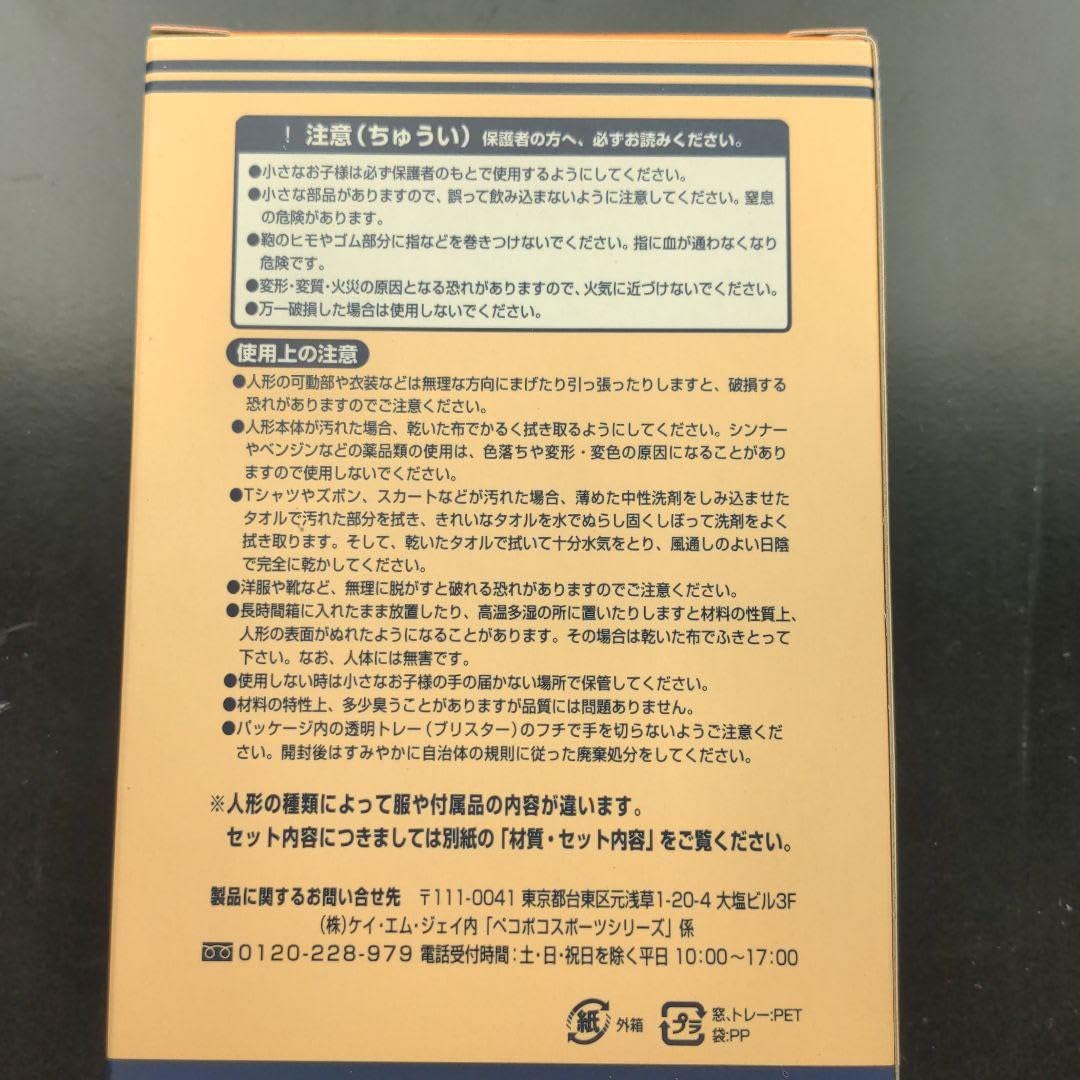 ！ 注意(ちゅうい) 保護者の方へ、必ずお読みください。
●小さなお子様は必ず保護者のもとで使用するようにしてください。
●小さな部品がありますので、誤って飲み込まないように注意してください。窒息
の危険があります。
●鞄のヒモやゴム部分に指などを巻きつけないでください。指に血が通わなくなり
危険です。
●変形・変質・火災の原因となる恐れがありますので、火気に近づけないでください。
●万一破損した場合は使用しないでください。
使用上の注意
●人形の可動部や衣装などは無理な方向にまげたり引っ張ったりしますと、破損する
恐れがありますのでご注意ください。
●人形本体が汚れた場合、乾いた布でかるく拭き取るようにしてください。シンナー
やベンジンなどの薬品類の使用は、色落ちや変形・変色の原因になることがあり
ますので使用しないでください。
●Tシャツやズボン、スカートなどが汚れた場合、薄めた中性洗剤をしみ込ませた
タオルで汚れた部分を拭き、きれいなタオルを水でぬらし固くしぼって洗剤をよく
拭き取ります。そして、乾いたタオルで拭いて十分水気をとり、風通しのよい日陰
で完全に乾かしてください。
●洋服や靴など、無理に脱がすと破れる恐れがありますのでご注意ください。
●長時間箱に入れたまま放置したり、高温多湿の所に置いたりしますと材料の性質上、
人形の表面がぬれたようになることがあります。その場合は乾いた布でふきとって
下さい。なお、人体には無害です。
●使用しない時は小さなお子様の手の届かない場所で保管してください。
●材料の特性上、多少臭うことがありますが品質には問題ありません。
●パッケージ内の透明トレー(ブリスター)のフチで手を切らないようご注意くだ
さい。開封後はすみやかに自治体の規則に従った廃棄処分をしてください。
※人形の種類によって服や付属品の内容が違います。
セット内容につきましては別紙の「材質・セット内容」をご覧ください。
製品に関するお問い合せ先 〒111-0041 東京都台東区元浅草1-20-4 大塩ビル3F
(株)ケイ・エム・ジェイ内「ペコポコスポーツシリーズ」係
0120-228-979 電話受付時間：土・日・祝日を除く平日 10:00～17:00
紙 外箱 プラ 窓、トレー:PET
袋:PP